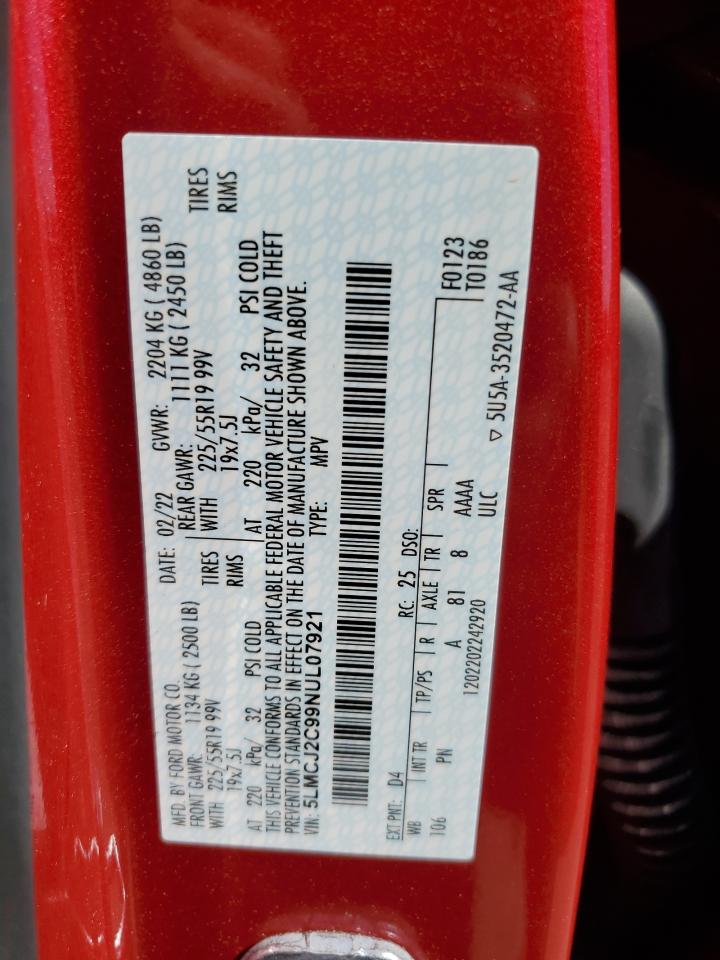 MFD. BY FORD MOTOR CO. DATE: 02/22 GVWR: 2204 KG ( 4860 LB)
FRONT GAWR: 1134 KG ( 2500 LB) REAR GAWR: 1111 KG ( 2450 LB)
WITH 225/55R19 99V TIRES WITH 225/55R19 99V TIRES
19x7.5J RIMS 19x7.5J RIMS
AT 220 kPa/ 32 PSI COLD AT 220 kPa/ 32 PSI COLD
THIS VEHICLE CONFORMS TO ALL APPLICABLE FEDERAL MOTOR VEHICLE SAFETY AND THEFT
PREVENTION STANDARDS IN EFFECT ON THE DATE OF MANUFACTURE SHOWN ABOVE.
VIN: 5LMCJ2C99NUL07921 TYPE: MPV
EXT PNT: D4 RC: 25 DSO:
WB INT TR TP/PS R AXLE TR SPR F0123
106 PN A 81 8 AAAA T0186
1202202242920 ULC
▽ 5U5A-3520472-AA